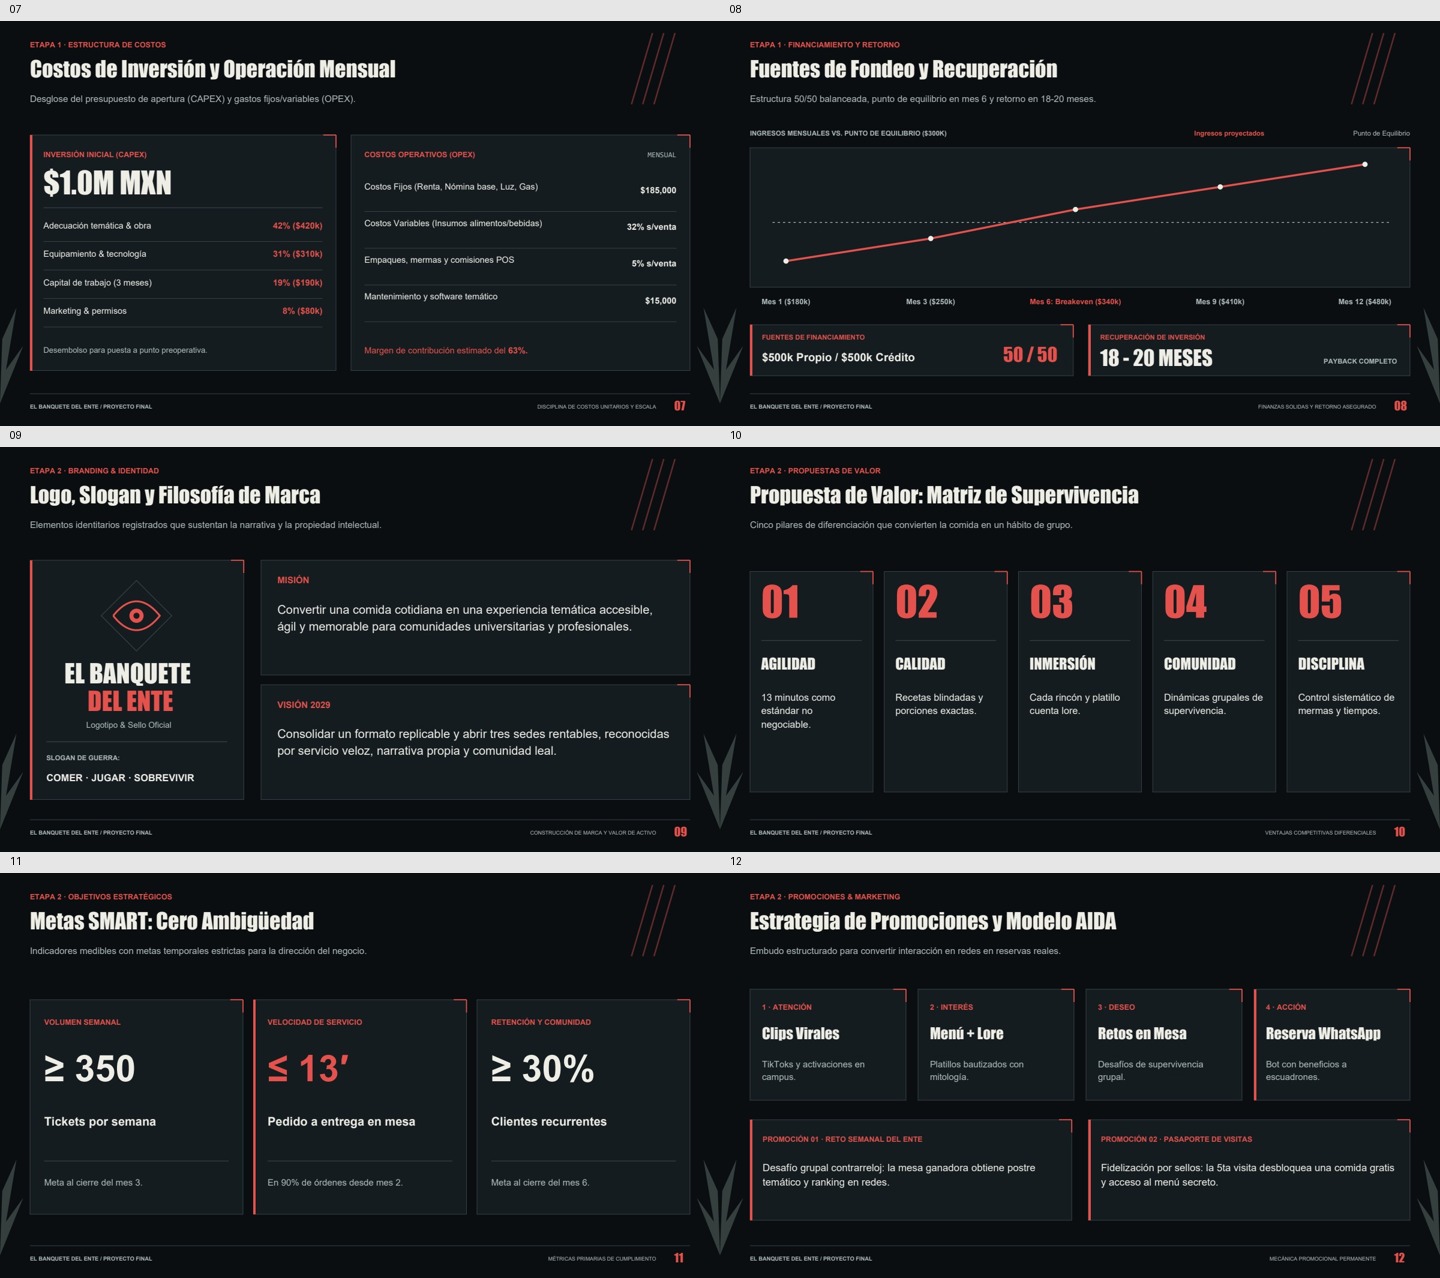 07
ETAPA 1 · ESTRUCTURA DE COSTOS
Costos de Inversión y Operación Mensual
Desglose del presupuesto de apertura (CAPEX) y gastos fijos/variables (OPEX).
INVERSIÓN INICIAL (CAPEX)
$1.0M MXN
Adecuación temática & obra 42% ($420k)
Equipamiento & tecnología 31% ($310k)
Capital de trabajo (3 meses) 19% ($190k)
Marketing & permisos 8% ($80k)
Desembolso para puesta a punto preoperativa.
COSTOS OPERATIVOS (OPEX) MENSUAL
Costos Fijos (Renta, Nómina base, Luz, Gas) $185,000
Costos Variables (Insumos alimentos/bebidas) 32% s/venta
Empaques, mermas y comisiones POS 5% s/venta
Mantenimiento y software temático $15,000
Margen de contribución estimado del 63%.
EL BANQUETE DEL ENTE / PROYECTO FINAL DISCIPLINA DE COSTOS UNITARIOS Y ESCALA 07
08
ETAPA 1 · FINANCIAMIENTO Y RETORNO
Fuentes de Fondeo y Recuperación
Estructura 50/50 balanceada, punto de equilibrio en mes 6 y retorno en 18-20 meses.
INGRESOS MENSUALES VS. PUNTO DE EQUILIBRIO ($300K) Ingresos proyectados Punto de Equilibrio
Mes 1 ($180k) Mes 3 ($250k) Mes 6: Breakeven ($340k) Mes 9 ($410k) Mes 12 ($480k)
FUENTES DE FINANCIAMIENTO
$500k Propio / $500k Crédito 50 / 50
RECUPERACIÓN DE INVERSIÓN
18 - 20 MESES PAYBACK COMPLETO
EL BANQUETE DEL ENTE / PROYECTO FINAL FINANZAS SOLIDAS Y RETORNO ASEGURADO 08
09
ETAPA 2 · BRANDING & IDENTIDAD
Logo, Slogan y Filosofía de Marca
Elementos identitarios registrados que sustentan la narrativa y la propiedad intelectual.
EL BANQUETE
DEL ENTE
Logotipo & Sello Oficial
SLOGAN DE GUERRA:
COMER · JUGAR · SOBREVIVIR
MISIÓN
Convertir una comida cotidiana en una experiencia temática accesible,
ágil y memorable para comunidades universitarias y profesionales.
VISIÓN 2029
Consolidar un formato replicable y abrir tres sedes rentables, reconocidas
por servicio veloz, narrativa propia y comunidad leal.
EL BANQUETE DEL ENTE / PROYECTO FINAL CONSTRUCCIÓN DE MARCA Y VALOR DE ACTIVO 09
10
ETAPA 2 · PROPUESTAS DE VALOR
Propuesta de Valor: Matriz de Supervivencia
Cinco pilares de diferenciación que convierten la comida en un hábito de grupo.
01
AGILIDAD
13 minutos como
estándar no
negociable.
02
CALIDAD
Recetas blindadas y
porciones exactas.
03
INMERSIÓN
Cada rincón y platillo
cuenta lore.
04
COMUNIDAD
Dinámicas grupales de
supervivencia.
05
DISCIPLINA
Control sistemático de
mermas y tiempos.
EL BANQUETE DEL ENTE / PROYECTO FINAL VENTAJAS COMPETITIVAS DIFERENCIALES 10
11
ETAPA 2 · OBJETIVOS ESTRATÉGICOS
Metas SMART: Cero Ambigüedad
Indicadores medibles con metas temporales estrictas para la dirección del negocio.
VOLUMEN SEMANAL
≥ 350
Tickets por semana
Meta al cierre del mes 3.
VELOCIDAD DE SERVICIO
≤ 13′
Pedido a entrega en mesa
En 90% de órdenes desde mes 2.
RETENCIÓN Y COMUNIDAD
≥ 30%
Clientes recurrentes
Meta al cierre del mes 6.
EL BANQUETE DEL ENTE / PROYECTO FINAL MÉTRICAS PRIMARIAS DE CUMPLIMIENTO 11
12
ETAPA 2 · PROMOCIONES & MARKETING
Estrategia de Promociones y Modelo AIDA
Embudo estructurado para convertir interacción en redes en reservas reales.
1 · ATENCIÓN
Clips Virales
TikToks y activaciones en
campus.
2 · INTERÉS
Menú + Lore
Platillos bautizados con
mitología.
3 · DESEO
Retos en Mesa
Desafíos de supervivencia
grupal.
4 · ACCIÓN
Reserva WhatsApp
Bot con beneficios a
escuadrones.
PROMOCIÓN 01 · RETO SEMANAL DEL ENTE
Desafío grupal contrarreloj: la mesa ganadora obtiene postre
temático y ranking en redes.
PROMOCIÓN 02 · PASAPORTE DE VISITAS
Fidelización por sellos: la 5ta visita desbloquea una comida gratis
y acceso al menú secreto.
EL BANQUETE DEL ENTE / PROYECTO FINAL MECÁNICA PROMOCIONAL PERMANENTE 12